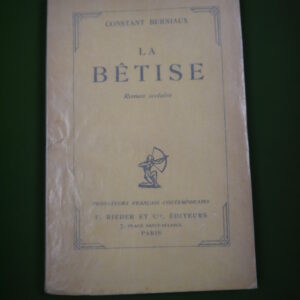 CONSTANT BURNIAUX
LA
BÊTISE
Roman scolaire
PROSATEURS FRANÇAIS CONTEMPORAINS
F. RIEDER ET Cie, ÉDITEURS
7, PLACE SAINT-SULPICE
PARIS